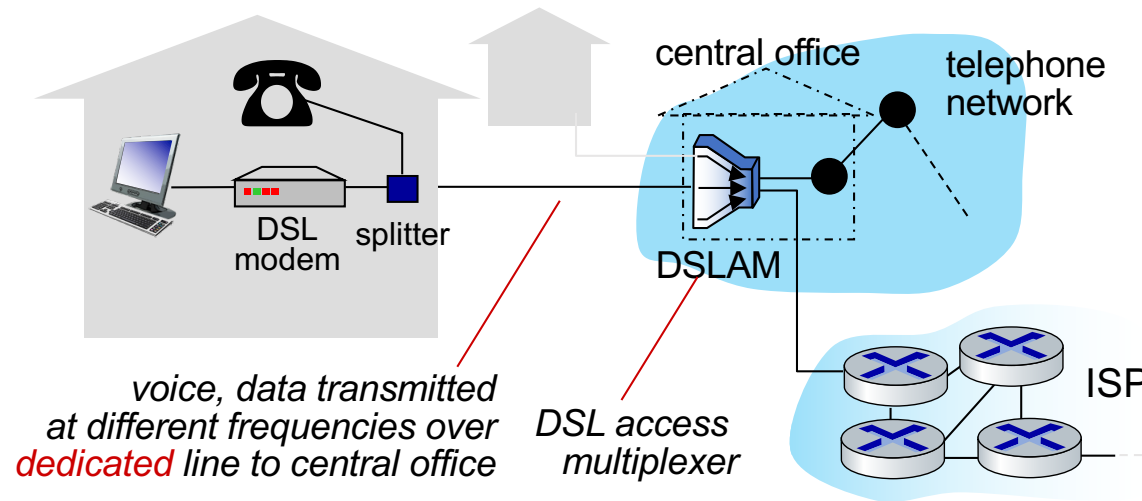 central office
telephone
network
DSL
modem
splitter
DSLAM
voice, data transmitted
at different frequencies over
dedicated line to central office
DSL access
multiplexer
ISP